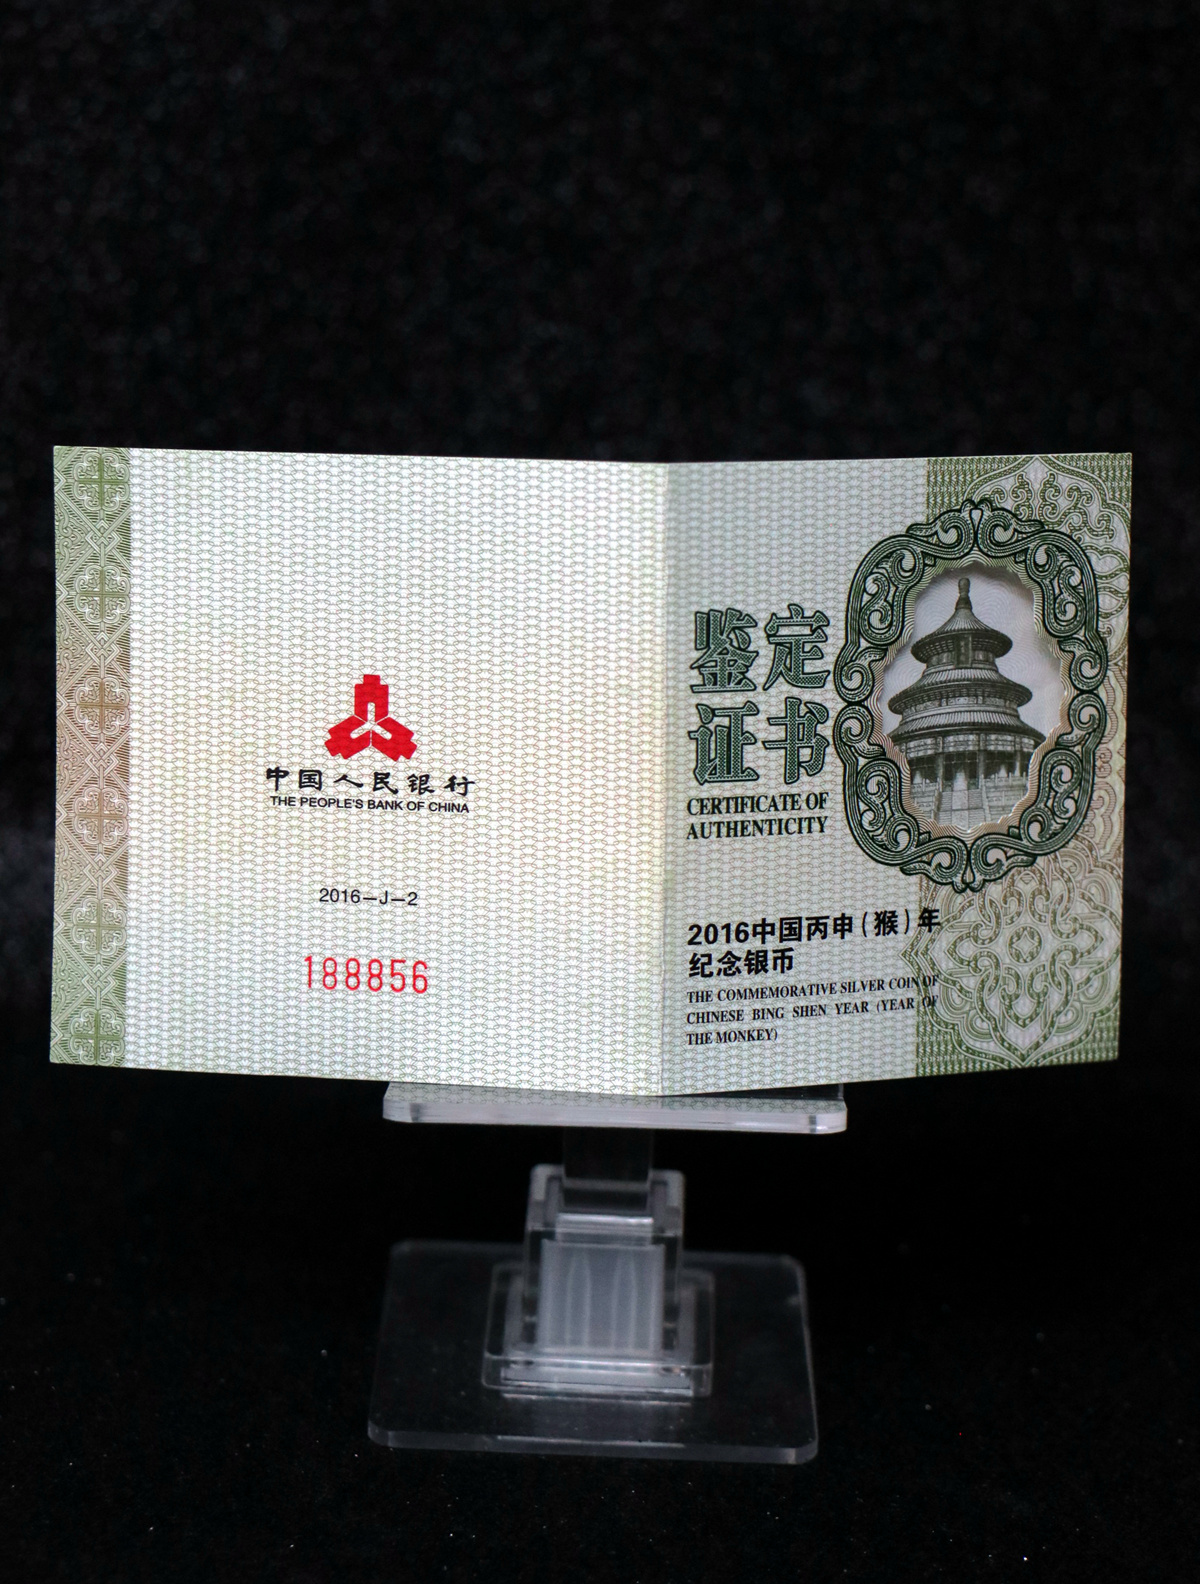 中国人民银行
THE PEOPLE'S BANK OF CHINA
2016—J—2
188856
鉴定
证书
CERTIFICATE OF
AUTHENTICITY
2016中国丙申(猴)年
纪念银币
THE COMMEMORATIVE SILVER COIN OF
CHINESE BING SHEN YEAR (YEAR OF
THE MONKEY)